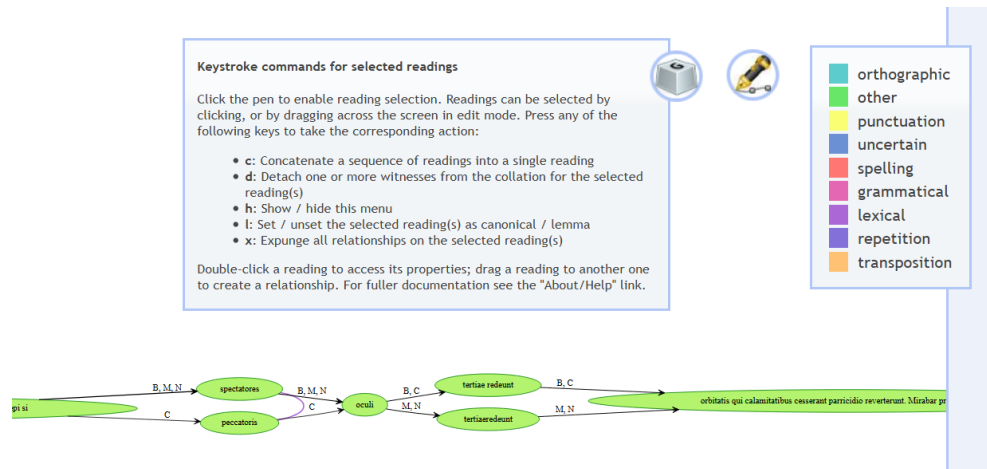 Keystroke commands for selected readings
Click the pen to enable reading selection. Readings can be selected by
clicking, or by dragging across the screen in edit mode. Press any of the
following keys to take the corresponding action:
• c: Concatenate a sequence of readings into a single reading
• d: Detach one or more witnesses from the collation for the selected
reading(s)
• h: Show / hide this menu
• l: Set / unset the selected reading(s) as canonical / lemma
• x: Expunge all relationships on the selected reading(s)
Double-click a reading to access its properties; drag a reading to another one
to create a relationship. For fuller documentation see the "About/Help" link.
G
orthographic
other
punctuation
uncertain
spelling
grammatical
lexical
repetition
transposition
pi si
B, M, N
C
spectatores
peccatoris
B, M, N
C
oculi
B, C
M, N
tertiae redeunt
tertiaeredeunt
B, C
M, N
orbitatis qui calamitatibus cesserant parricidio reverterunt. Mirabar pr